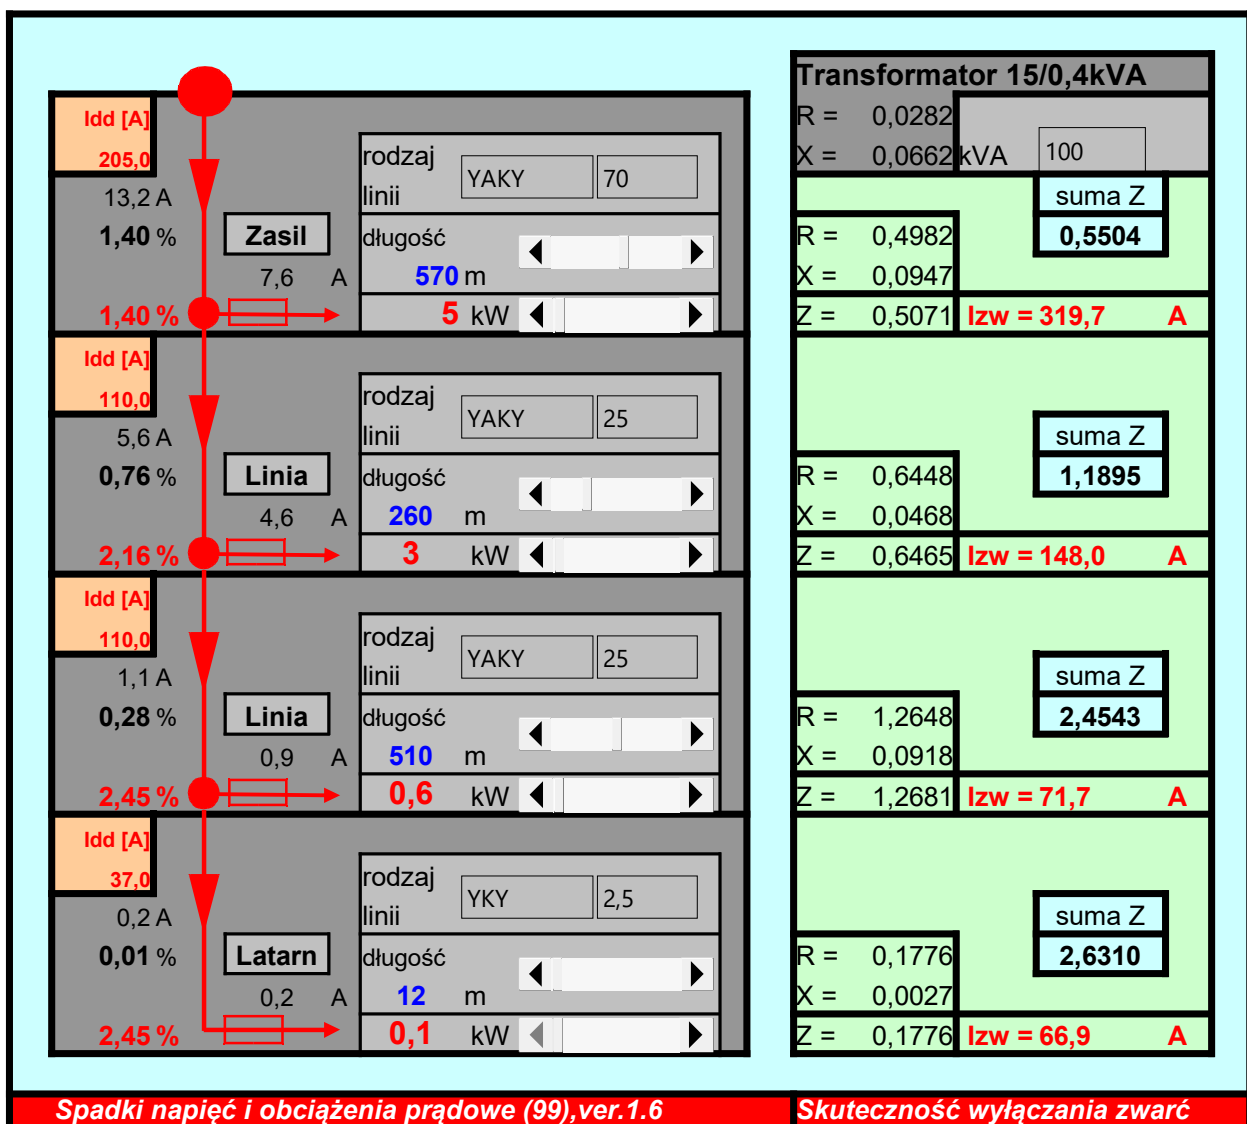 Transformator 15/0,4kVA
Idd [A]
205,0
R = 0,0282
X = 0,0662 kVA 100
rodzaj linii YAKY 70
13,2 A
1,40 %
Zasil
7,6 A
długość
570 m
1,40 %
5 kW
suma Z
0,5504
R = 0,4982
X = 0,0947
Z = 0,5071 Izw = 319,7 A
Idd [A]
110,0
rodzaj linii YAKY 25
5,6 A
0,76 %
Linia
4,6 A
długość
260 m
2,16 %
3 kW
suma Z
1,1895
R = 0,6448
X = 0,0468
Z = 0,6465 Izw = 148,0 A
Idd [A]
110,0
rodzaj linii YAKY 25
1,1 A
0,28 %
Linia
0,9 A
długość
510 m
2,45 %
0,6 kW
suma Z
2,4543
R = 1,2648
X = 0,0918
Z = 1,2681 Izw = 71,7 A
Idd [A]
37,0
rodzaj linii YKY 2,5
0,2 A
0,01 %
Latarn
0,2 A
długość
12 m
2,45 %
0,1 kW
suma Z
2,6310
R = 0,1776
X = 0,0027
Z = 0,1776 Izw = 66,9 A
Spadki napięć i obciążenia prądowe (99),ver.1.6
Skuteczność wyłączania zwarć